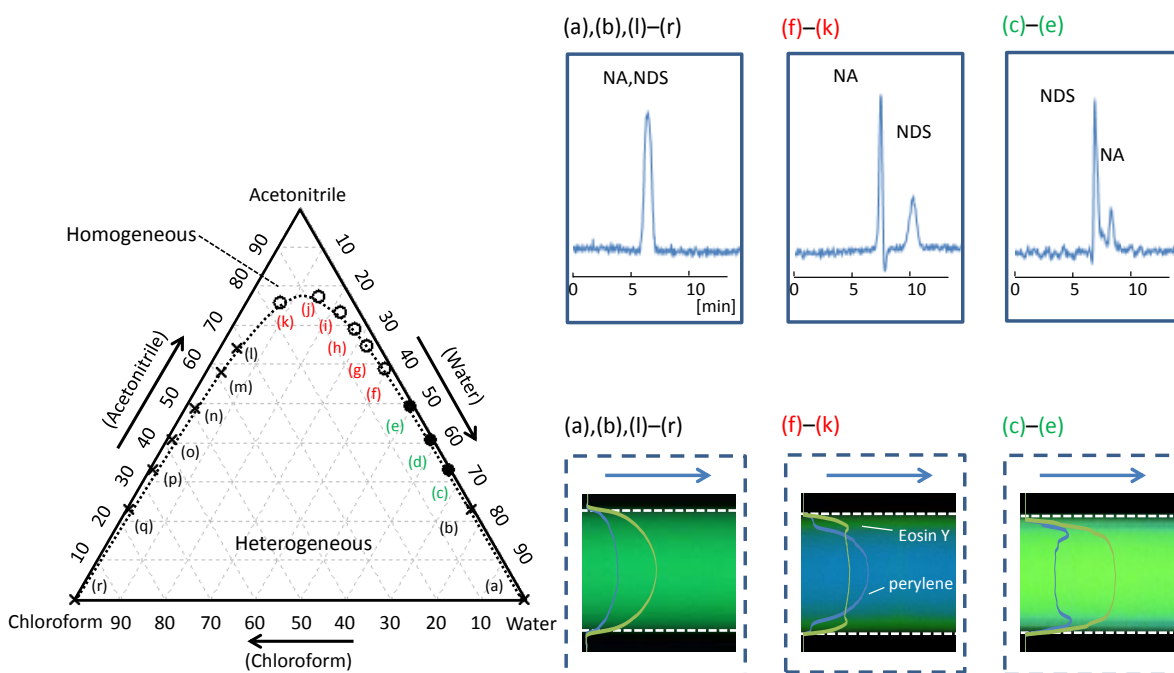 (a),(b),(l)–(r)
(f)–(k)
(c)–(e)
NA,NDS
0
5
10
[min]
NA
NDS
0
5
10
NDS
NA
0
5
10
Acetonitrile
Homogeneous
Heterogeneous
Chloroform
Water
(Acetonitrile)
(Water)
(Chloroform)
90
80
70
60
50
40
30
20
10
10
20
30
40
50
60
70
80
90
90
80
70
60
50
40
30
20
10
(k)
(j)
(i)
(h)
(g)
(f)
(e)
(d)
(c)
(b)
(a)
(l)
(m)
(n)
(o)
(p)
(q)
(r)
(a),(b),(l)–(r)
(f)–(k)
(c)–(e)
Eosin Y
perylene